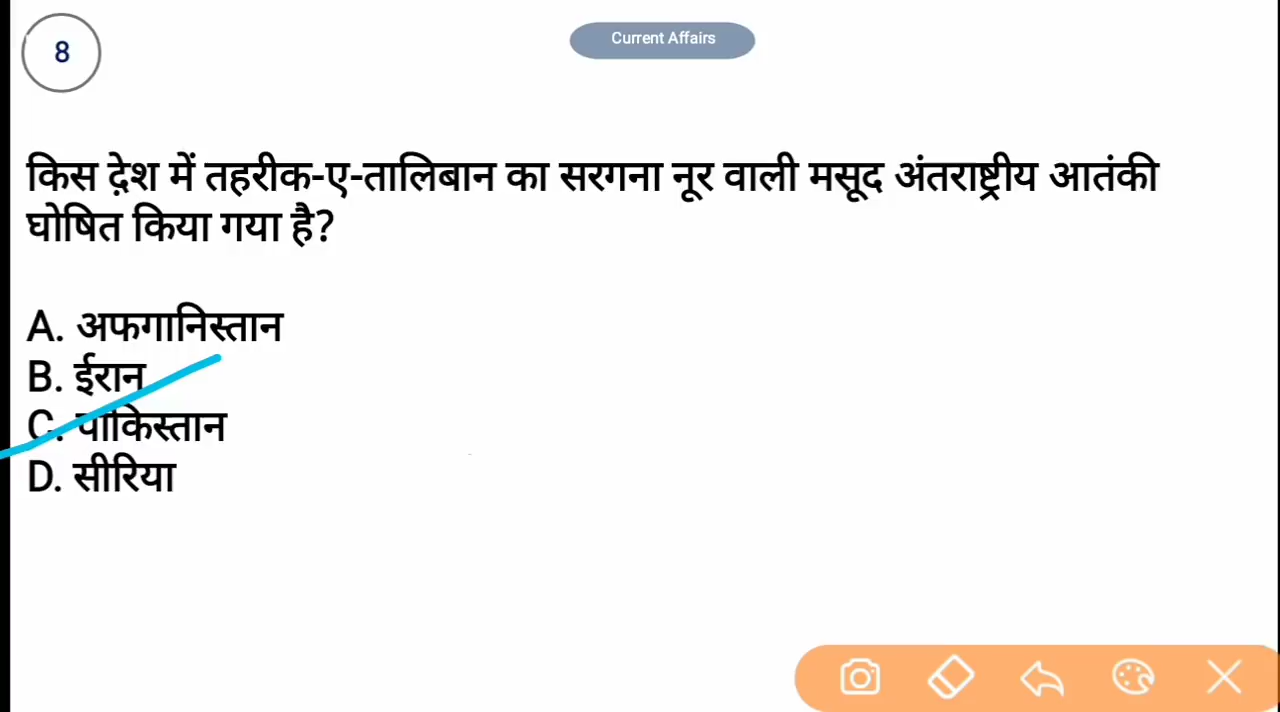 8
Current Affairs
किस देश में तहरीक-ए-तालिबान का सरगना नूर वाली मसूद अंतराष्ट्रीय आतंकी
घोषित किया गया है?
A. अफगानिस्तान
B. ईरान
C. पाकिस्तान
D. सीरिया